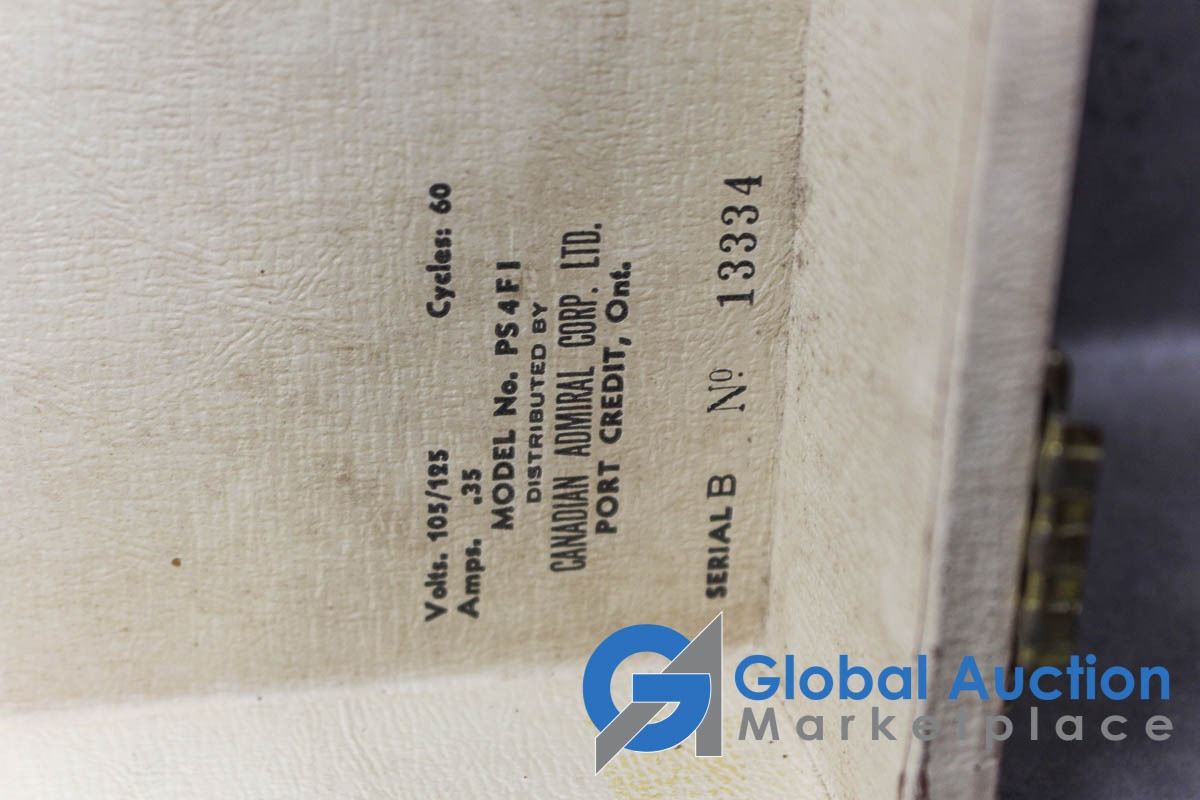 Volts. 105/125 Cycles: 60
Amps. .35
MODEL No. PS4F1
DISTRIBUTED BY
CANADIAN ADMIRAL CORP. LTD.
PORT CREDIT, Ont.
SERIAL B Nº 13334
Global Auction
Marketplace